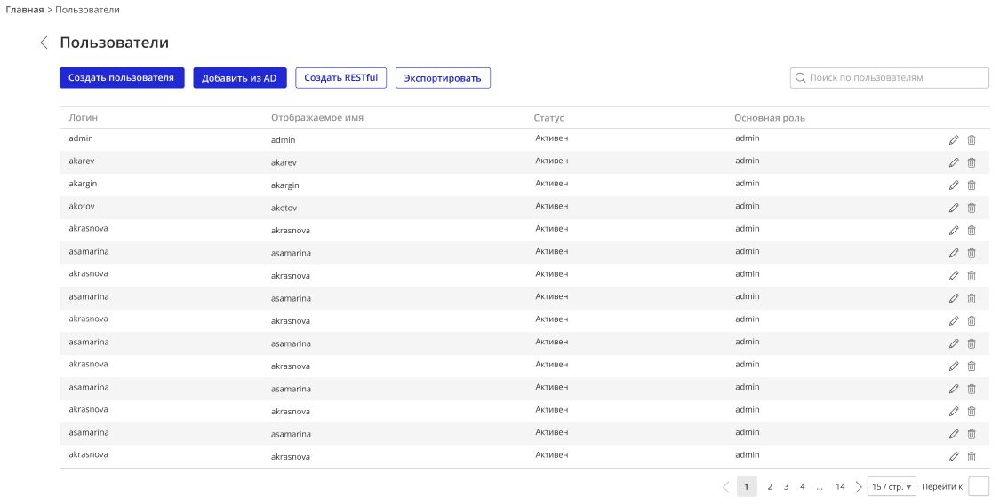 Главная > Пользователи
Пользователи
Создать пользователя Добавить из AD Создать RESTful Экспортировать Поиск по пользователям
Логин Отображаемое имя Статус Основная роль
admin admin Активен admin
akarev akarev Активен admin
akargin akargin Активен admin
akotov akotov Активен admin
akrasnova akrasnova Активен admin
asamarina asamarina Активен admin
akrasnova akrasnova Активен admin
asamarina asamarina Активен admin
akrasnova akrasnova Активен admin
asamarina asamarina Активен admin
akrasnova akrasnova Активен admin
asamarina asamarina Активен admin
akrasnova akrasnova Активен admin
asamarina asamarina Активен admin
akrasnova akrasnova Активен admin
1 2 3 4 ... 14 15 / стр. Перейти к